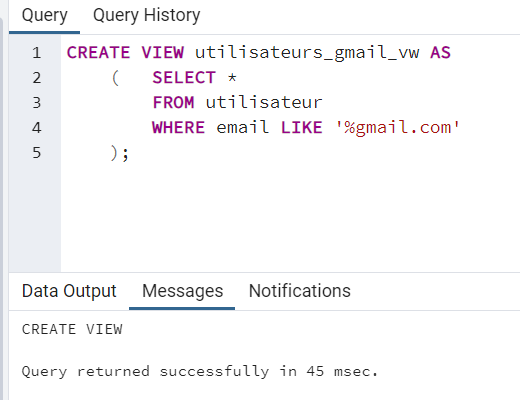 Query Query History
1 CREATE VIEW utilisateurs_gmail_vw AS
2 ( SELECT *
3 FROM utilisateur
4 WHERE email LIKE '%gmail.com'
5 );
Data Output Messages Notifications
CREATE VIEW
Query returned successfully in 45 msec.